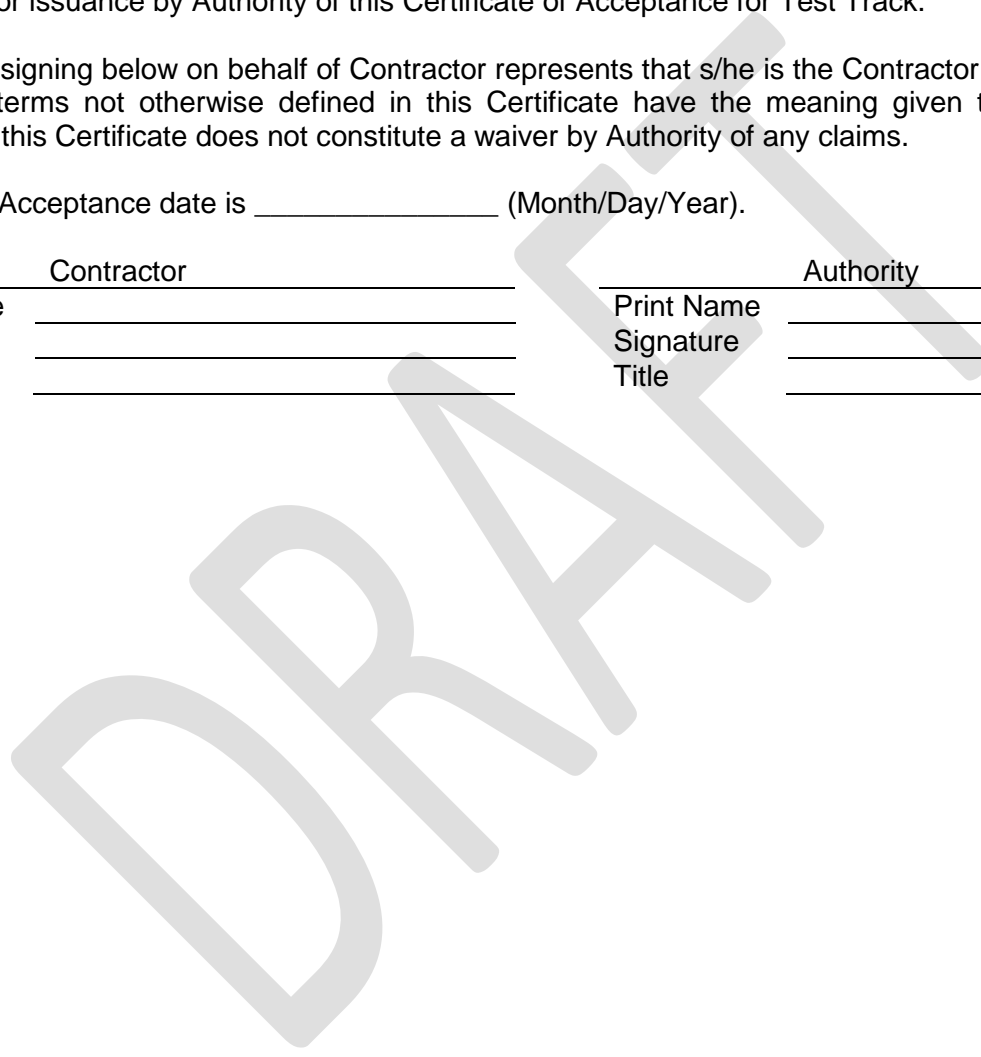 or Issuance by Authority of this Certificate of Acceptance for Test Track.
signing below on behalf of Contractor represents that s/he is the Contractor
terms not otherwise defined in this Certificate have the meaning given
this Certificate does not constitute a waiver by Authority of any claims.
Acceptance date is ________________ (Month/Day/Year).
Contractor Authority
Print Name
Signature
Title
DRAFT